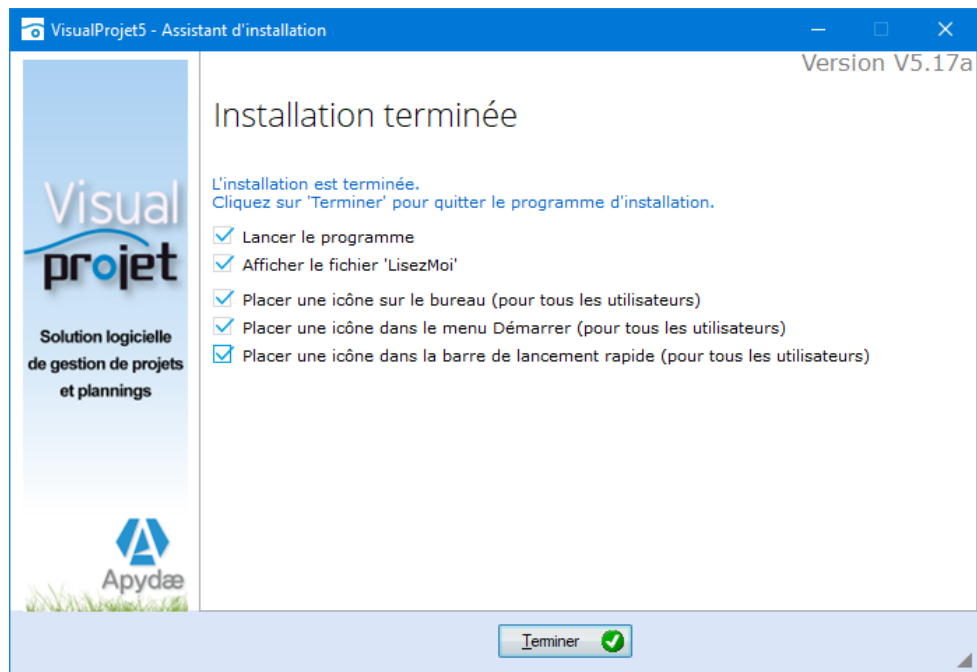 VisualProjet5 - Assistant d'installation
Version V5.17a
Installation terminée
L'installation est terminée.
Cliquez sur 'Terminer' pour quitter le programme d'installation.
Lancer le programme
Afficher le fichier 'LisezMoi'
Placer une icône sur le bureau (pour tous les utilisateurs)
Placer une icône dans le menu Démarrer (pour tous les utilisateurs)
Placer une icône dans la barre de lancement rapide (pour tous les utilisateurs)
Visual
projet
Solution logicielle
de gestion de projets
et plannings
Apydæ
Terminer